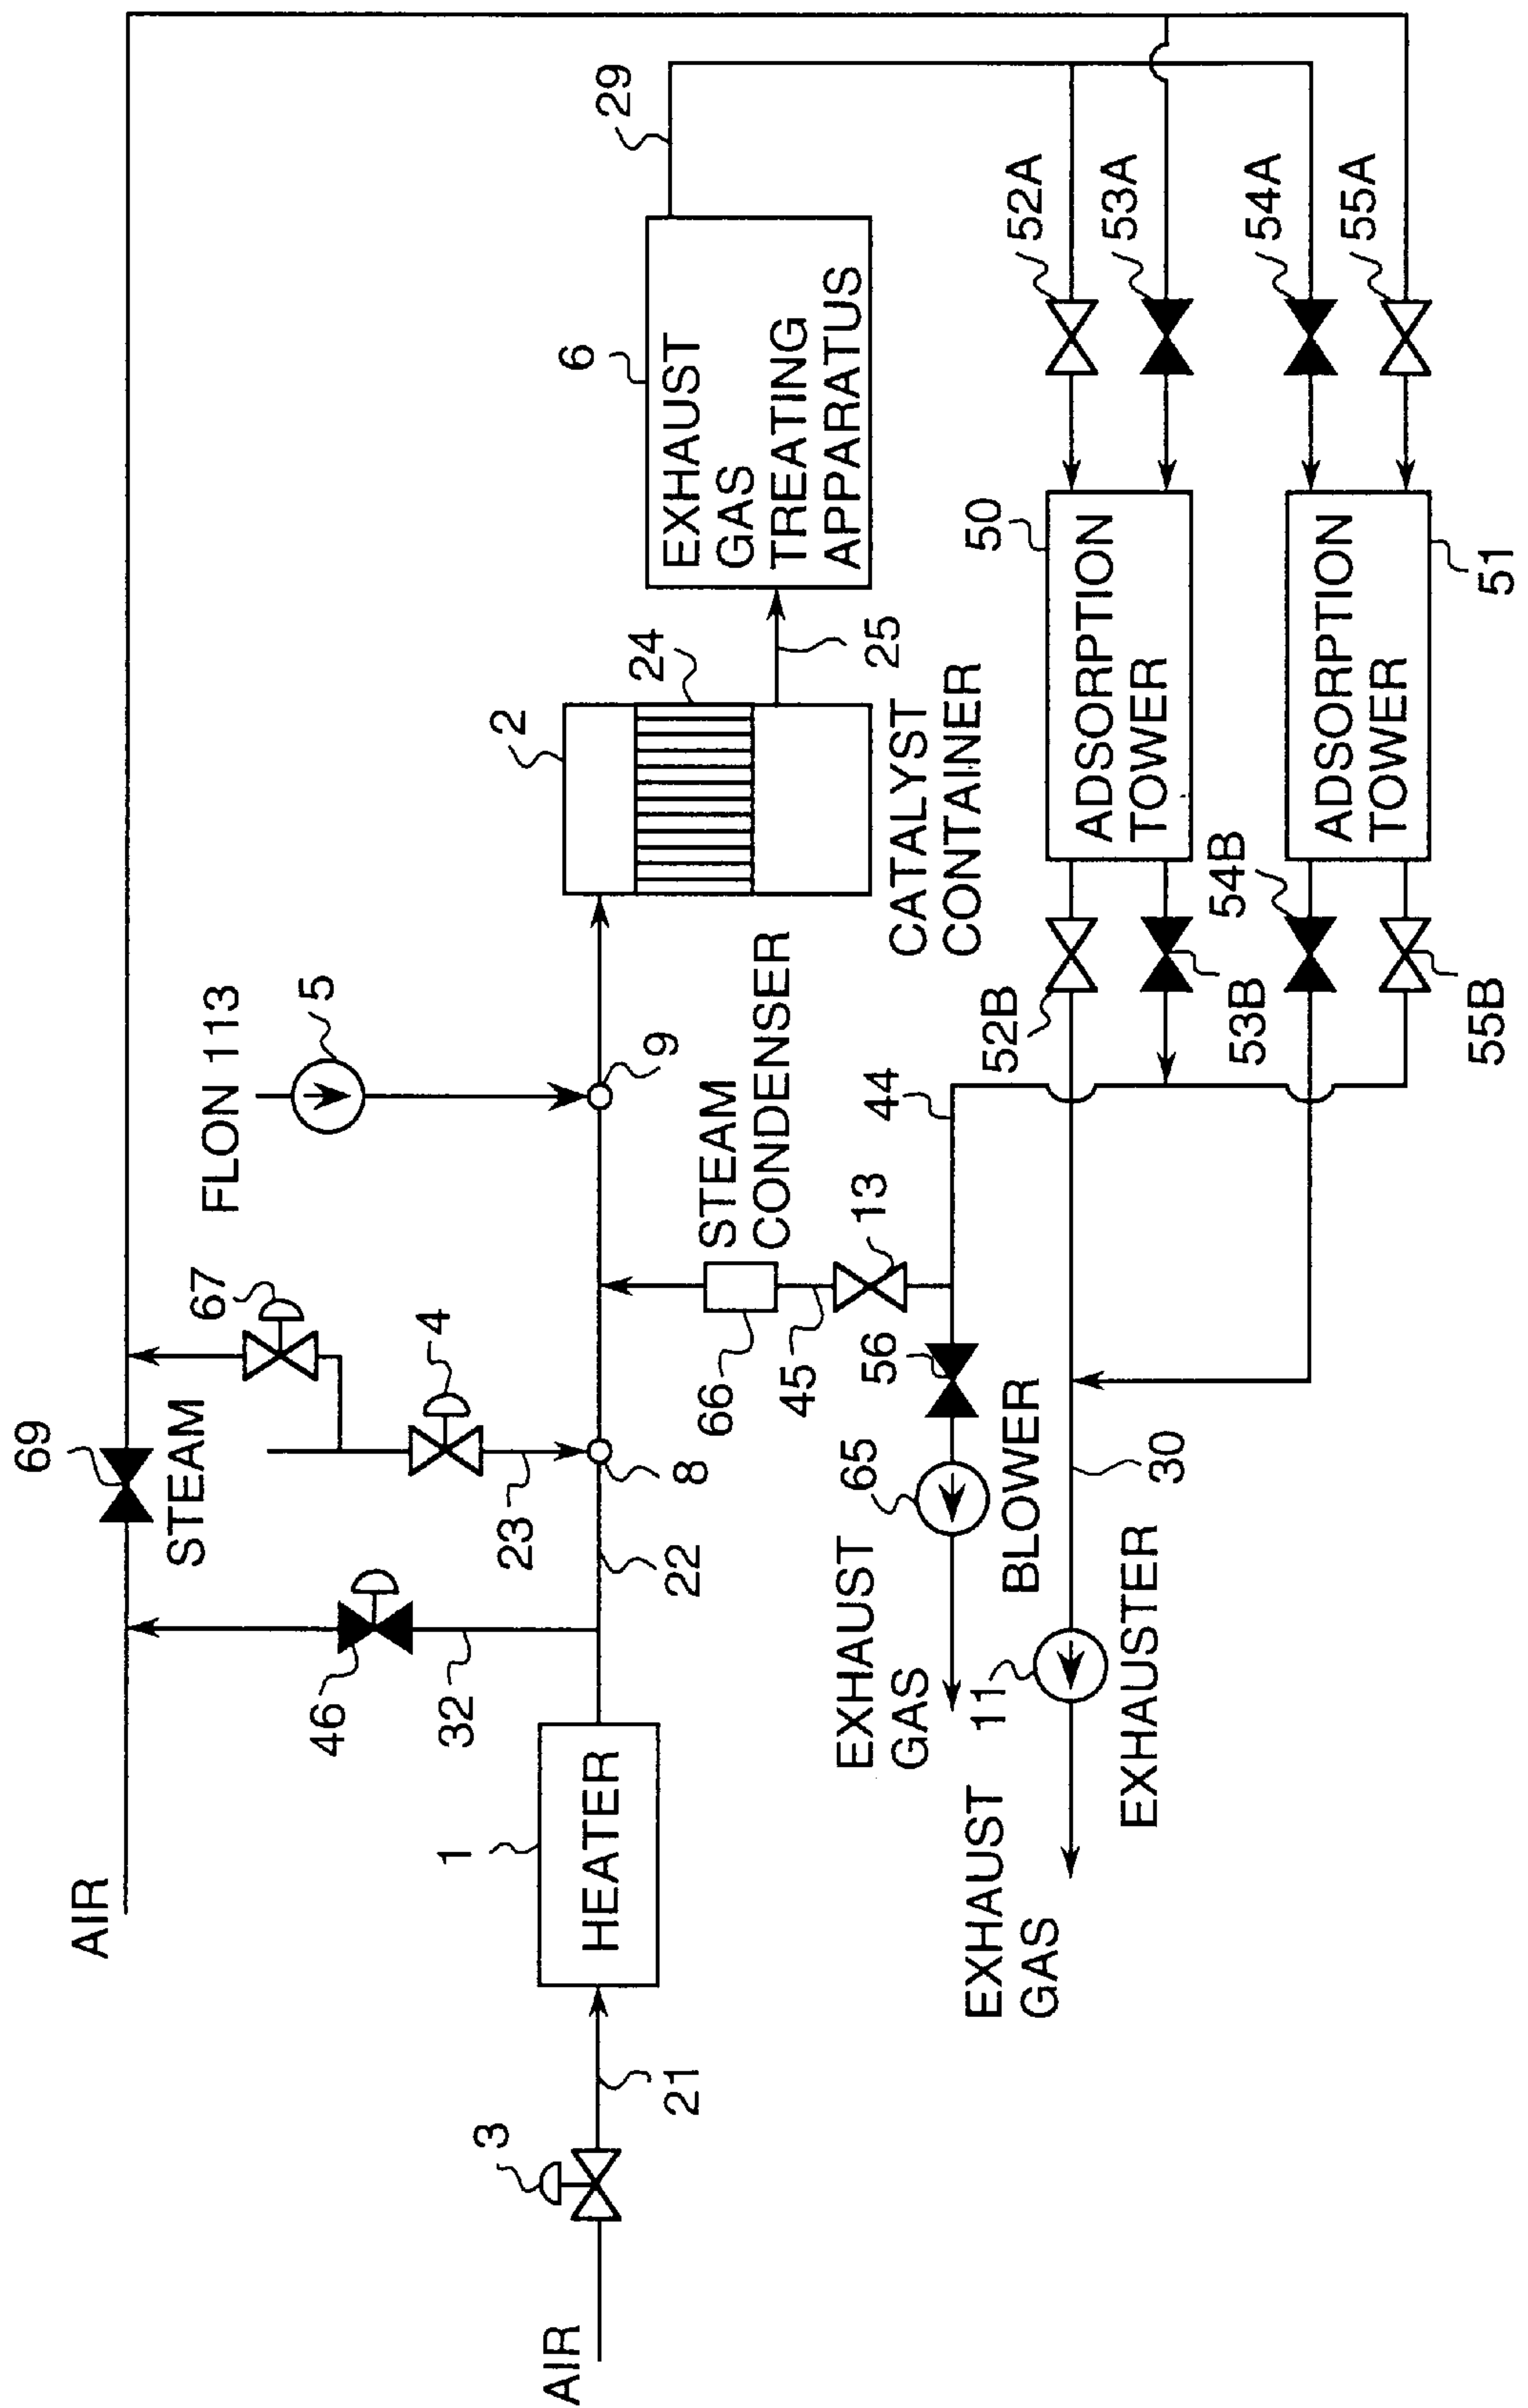 AIR
69
STEAM
67
46
32
4
23
8
22
FLON 113
5
9
2
24
CATALYST
CONTAINER
25
6
EXHAUST
GAS
TREATING
APPARATUS
29
AIR
3
21
1
HEATER
STEAM
CONDENSER
66
45
13
44
56
65
BLOWER
EXHAUST
GAS
11
EXHAUSTER
EXHAUST
GAS
30
52B
53B
54B
55B
50
ADSORPTION
TOWER
51
ADSORPTION
TOWER
52A
53A
54A
55A